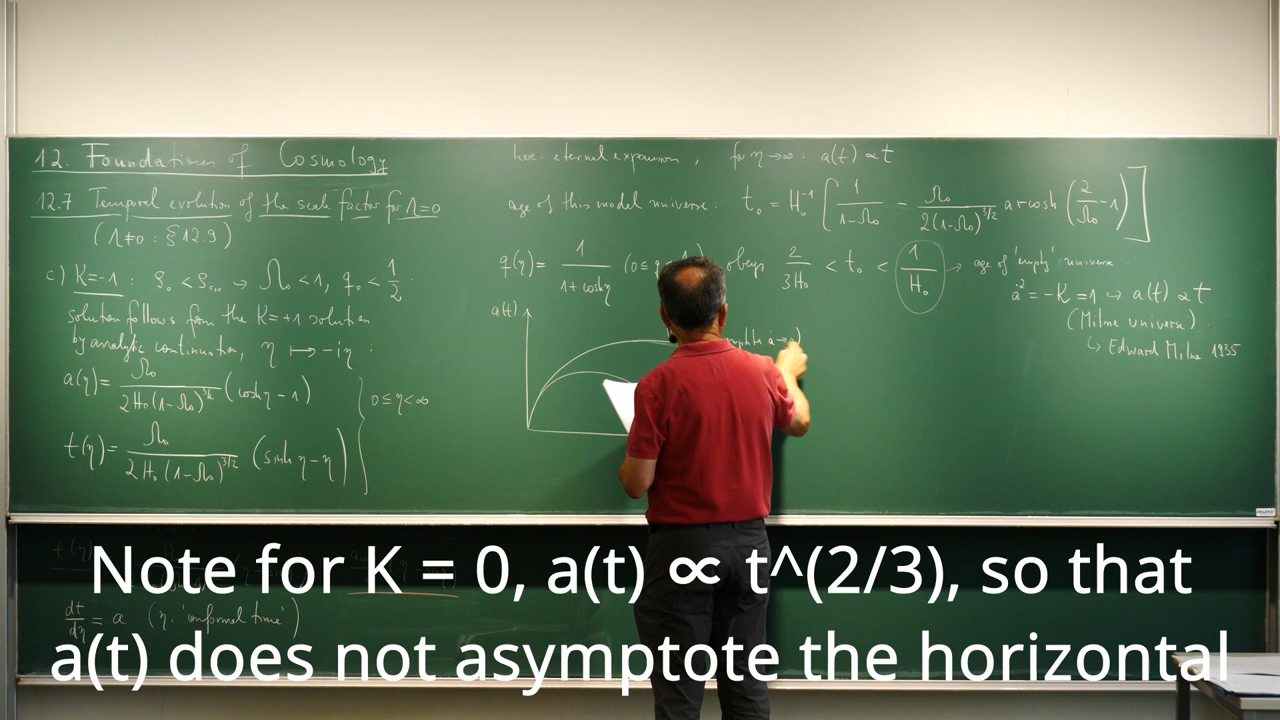 12. Foundations of Cosmology
12.7 Temporal evolution of the scale factor for Λ=0
(Λ≠0 : §12.9)
c) K=-1 : ρ₀ < ρ → Ω₀ < 1, q₀ < 1/2
solution follows from the K=+1 solution
by analytic continuation, η ↦ -iη :
a(η) = Ω₀ / 2H₀(1-Ω₀)^3/2 (cosh η - 1)
t(η) = Ω₀ / 2H₀(1-Ω₀)^3/2 (sinh η - η)
0 ≤ η < ∞
dt/dη = a (η: 'conformal time')
here: eternal expansion, for η→∞ : a(t) ∝ t
age of this model universe: t₀ = H₀⁻¹ [ 1/(1-Ω₀) - Ω₀/2(1-Ω₀)^3/2 arcosh (2/Ω₀ - 1) ]
q(η) = 1/(1+cosh η) (0 ≤ q obeys 2/3H₀ < t₀ < 1/H₀ → age of 'empty' universe.
ȧ² = -K = 1 → a(t) ∝ t
(Milne universe)
↳ Edward Milne 1935
a(t)
Note for K = 0, a(t) ∝ t^(2/3), so that
a(t) does not asymptote the horizontal